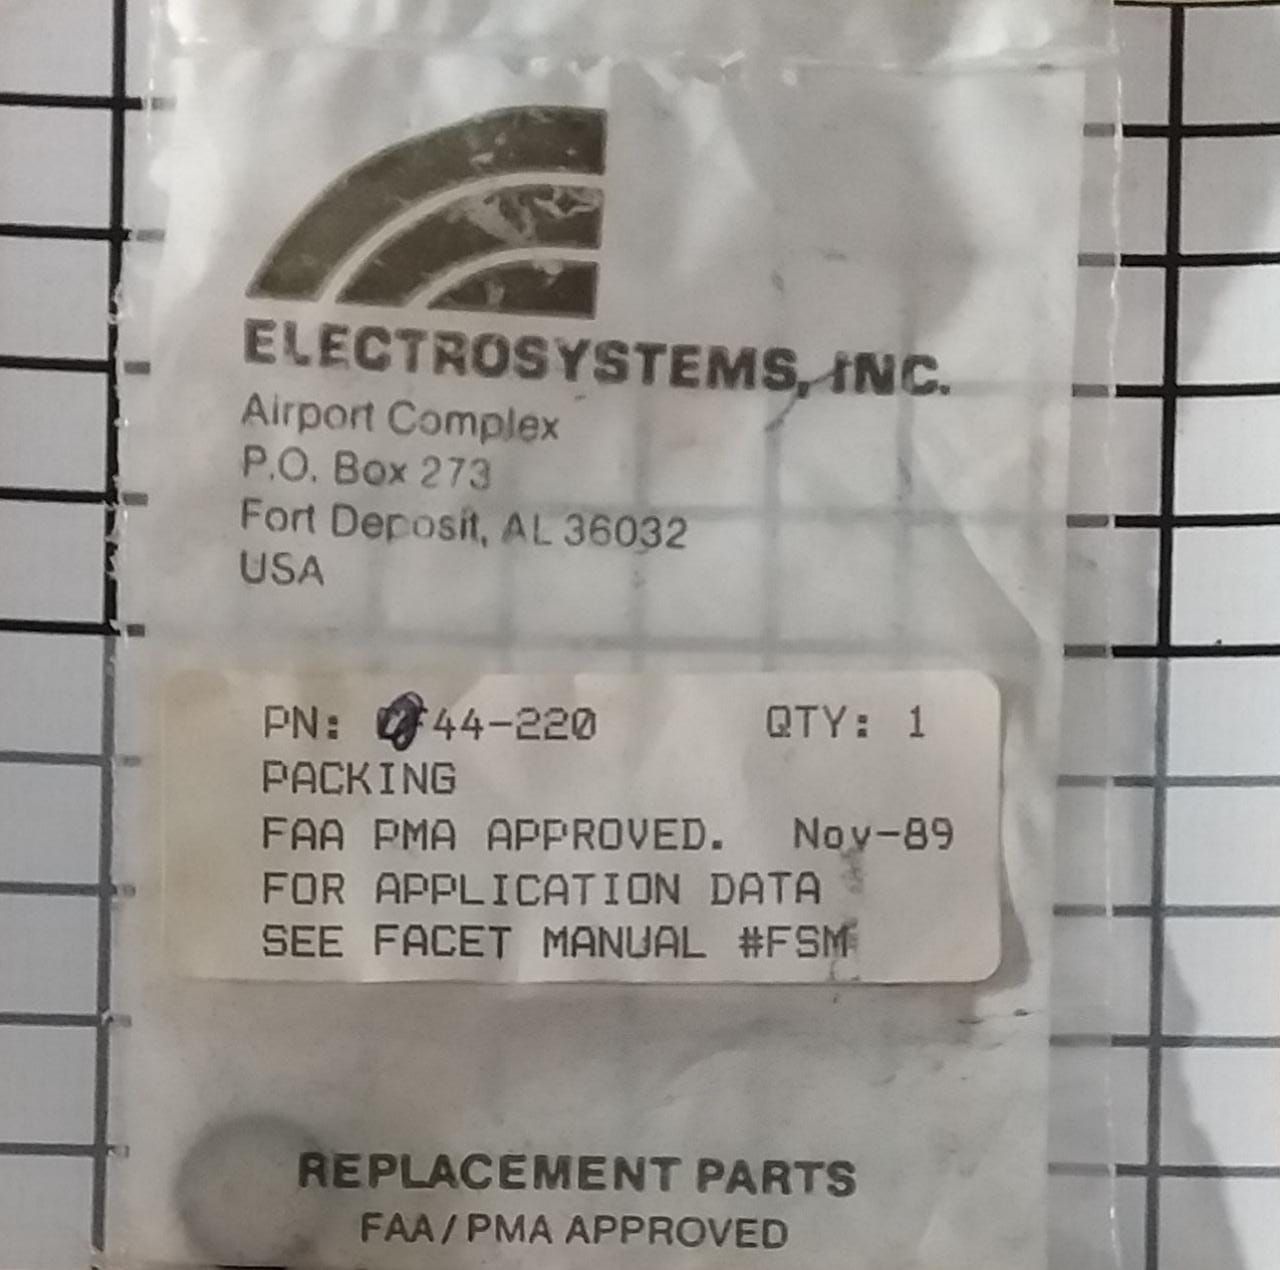 ELECTROSYSTEMS, INC.
Airport Complex
P.O. Box 273
Fort Deposit, AL 36032
USA
PN: 44-220 QTY: 1
PACKING
FAA PMA APPROVED. Nov-89
FOR APPLICATION DATA
SEE FACET MANUAL #FSM
REPLACEMENT PARTS
FAA/PMA APPROVED